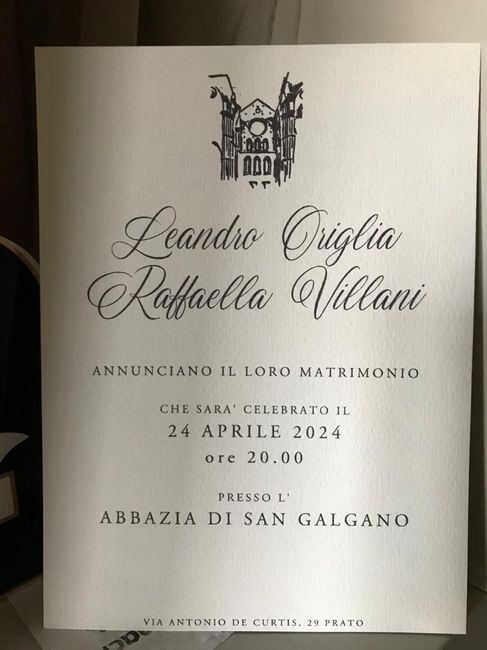 Leandro Origlia
Raffaella Villani
ANNUNCIANO IL LORO MATRIMONIO
CHE SARA' CELEBRATO IL
24 APRILE 2024
ore 20.00
PRESSO L'
ABBAZIA DI SAN GALGANO
VIA ANTONIO DE CURTIS, 29 PRATO